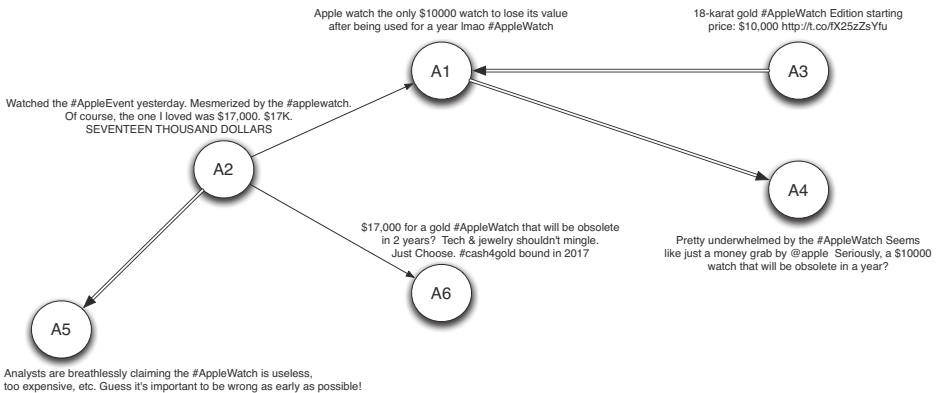 Apple watch the only $10000 watch to lose its value
after being used for a year lmao #AppleWatch
18-karat gold #AppleWatch Edition starting
price: $10,000 http://t.co/fX25zZsYfu
A1
A3
Watched the #AppleEvent yesterday. Mesmerized by the #applewatch.
Of course, the one I loved was $17,000. $17K.
SEVENTEEN THOUSAND DOLLARS
A2
A4
$17,000 for a gold #AppleWatch that will be obsolete
in 2 years?  Tech & jewelry shouldn't mingle.
Just Choose. #cash4gold bound in 2017
Pretty underwhelmed by the #AppleWatch Seems
like just a money grab by @apple  Seriously, a $10000
watch that will be obsolete in a year?
A6
A5
Analysts are breathlessly claiming the #AppleWatch is useless,
too expensive, etc. Guess it's important to be wrong as early as possible!